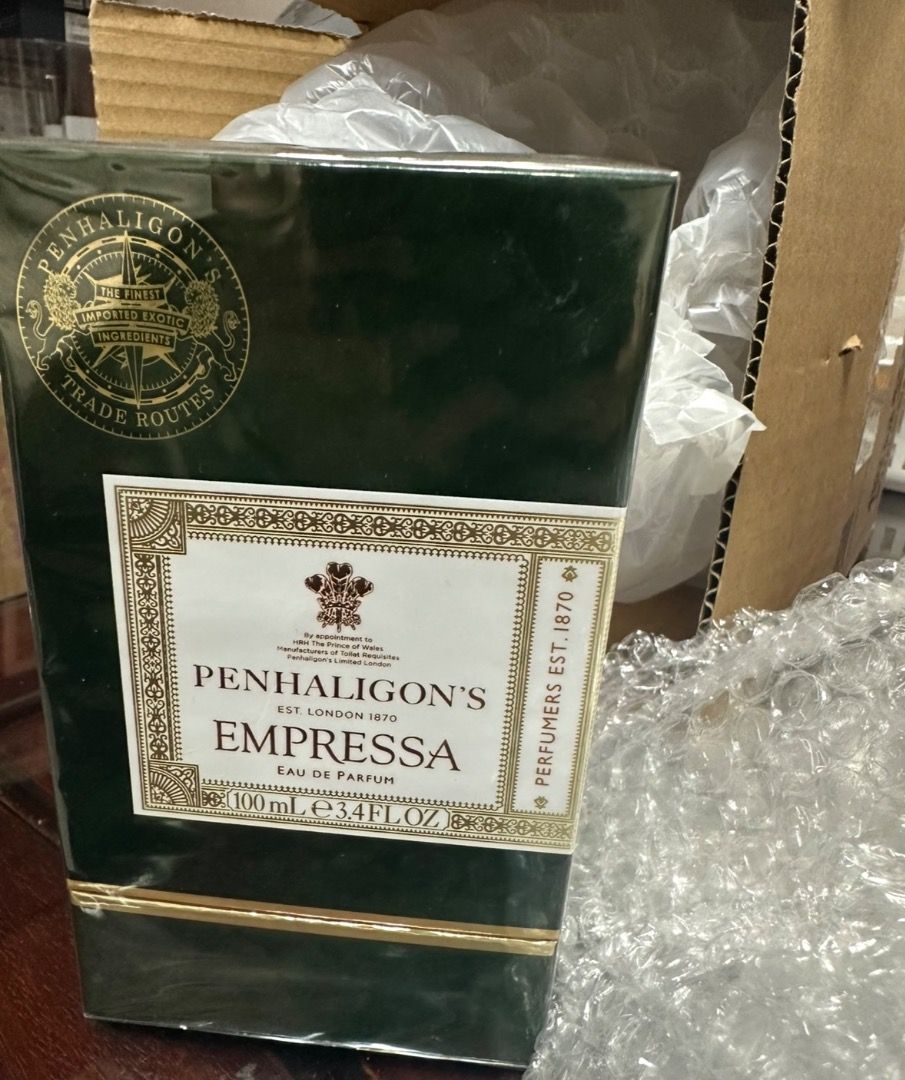 PENHALIGON'S
THE FINEST
IMPORTED EXOTIC
INGREDIENTS
TRADE ROUTES
By appointment to
HRH The Prince of Wales
Manufacturers of Toilet Requisites
Penhaligon's Limited London
PENHALIGON'S
EST. LONDON 1870
EMPRESSA
EAU DE PARFUM
100 mL ℮ 3.4 FL OZ
PERFUMERS EST. 1870